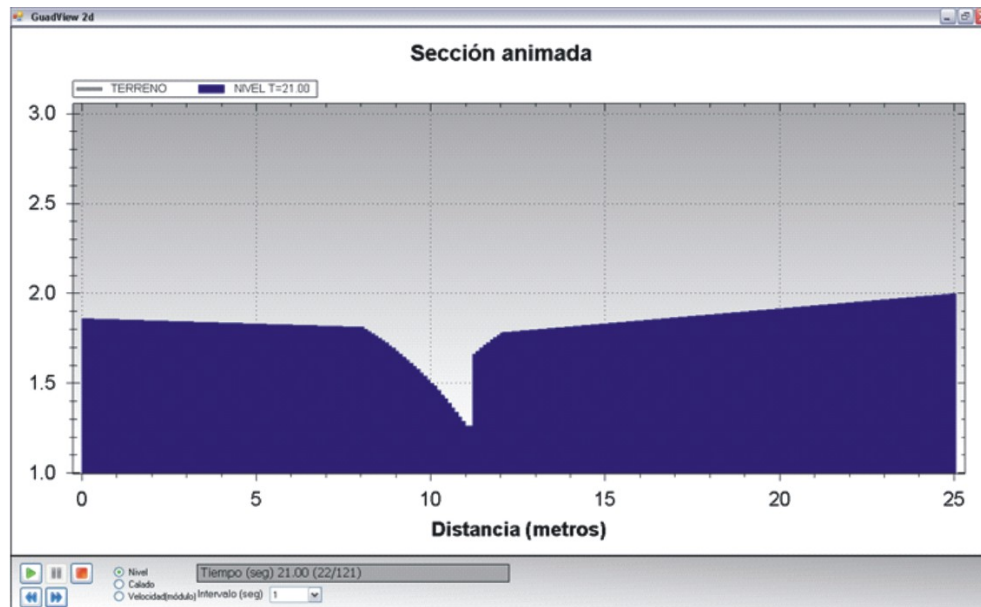 GuadView 2d
Sección animada
TERRENO NIVEL T=21.00
3.0
2.5
2.0
1.5
1.0
0 5 10 15 20 25
Distancia (metros)
Nivel
Calado
Velocidad(módulo)
Tiempo (seg) 21.00 (22/121)
Intervalo (seg) 1